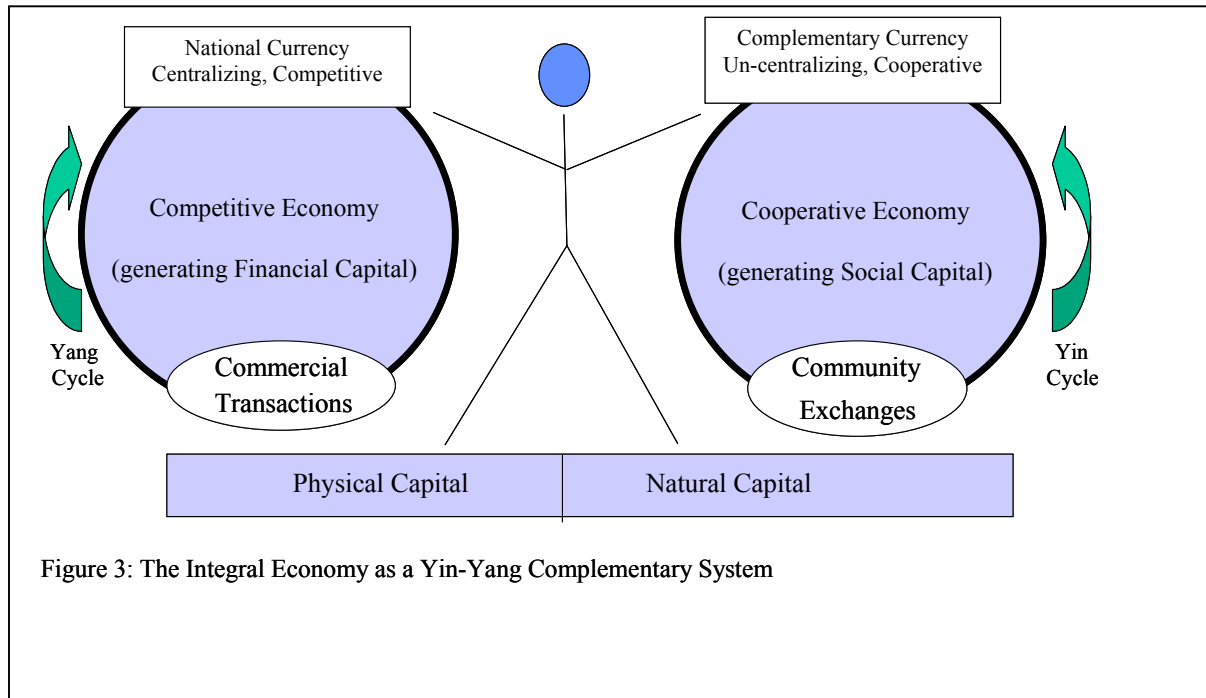 National Currency
Centralizing, Competitive
Complementary Currency
Un-centralizing, Cooperative
Competitive Economy
(generating Financial Capital)
Cooperative Economy
(generating Social Capital)
Yang
Cycle
Commercial
Transactions
Community
Exchanges
Yin
Cycle
Physical Capital
Natural Capital
Figure 3: The Integral Economy as a Yin-Yang Complementary System